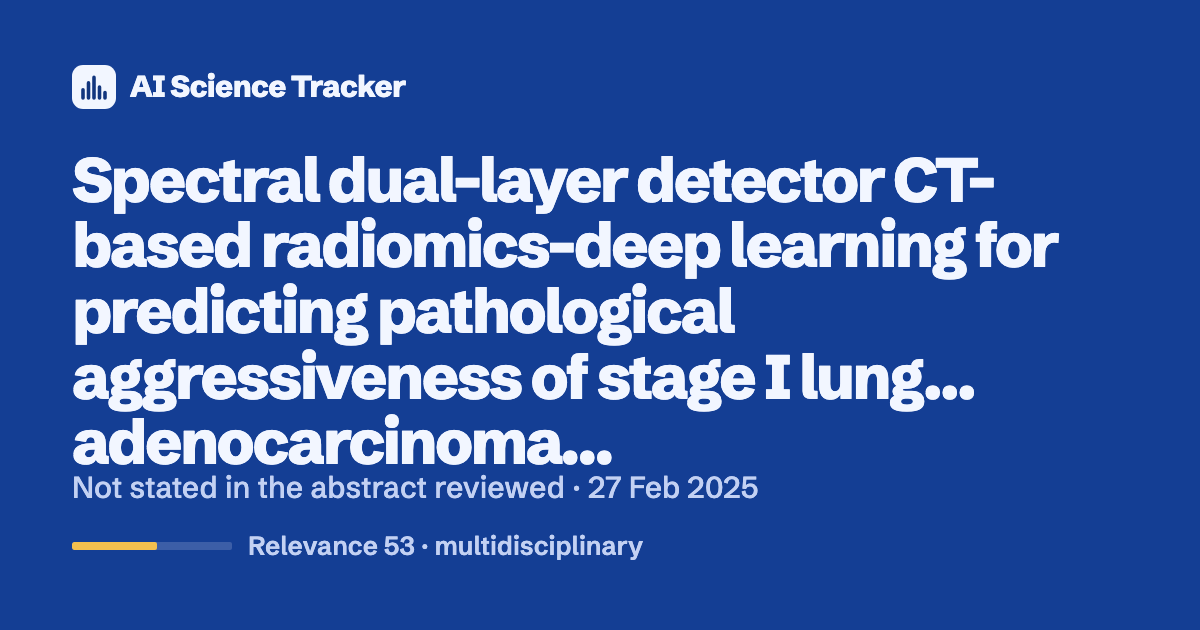 AI Science Tracker
Spectral dual-layer detector CT-
based radiomics-deep learning for
predicting pathological
aggressiveness of stage I lung...
adenocarcinoma...
Not stated in the abstract reviewed · 27 Feb 2025
Relevance 53 · multidisciplinary